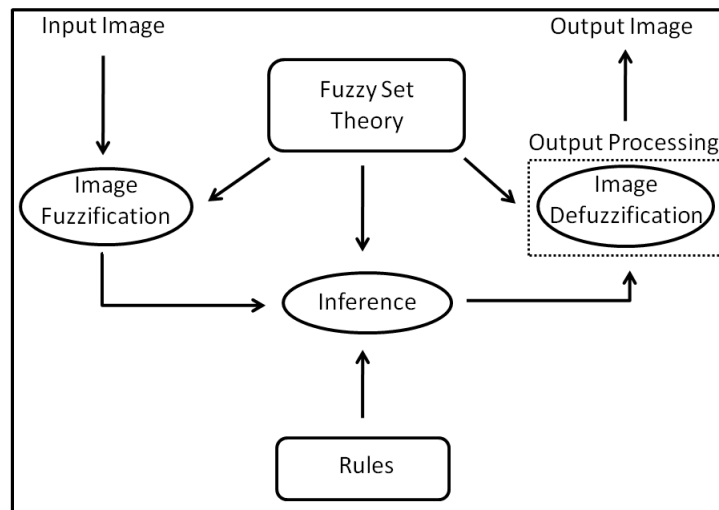 Input Image
Output Image
Fuzzy Set
Theory
Output Processing
Image
Fuzzification
Image
Defuzzification
Inference
Rules